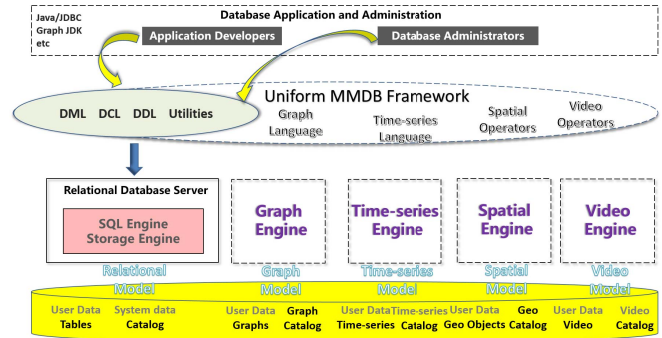 Database Application and Administration
Java/JDBC
Graph JDK
etc
Application Developers
Database Administrators
Uniform MMDB Framework
DML DCL DDL Utilities
Graph
Language
Time-series
Language
Spatial
Operators
Video
Operators
Relational Database Server
SQL Engine
Storage Engine
Graph
Engine
Time-series
Engine
Spatial
Engine
Video
Engine
Relational
Model
Graph
Model
Time-series
Model
Spatial
Model
Video
Model
User Data
Tables
System data
Catalog
User Data
Graphs
Graph
Catalog
User Data
Time-series
Time-series
Catalog
User Data
Geo Objects
Geo
Catalog
User Data
Video
Video
Catalog